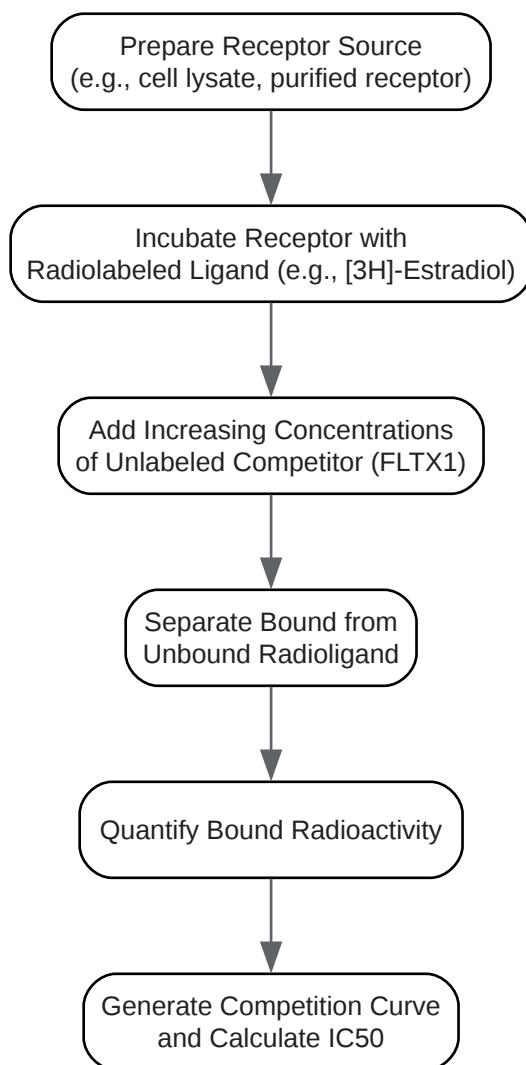 Prepare Receptor Source
(e.g., cell lysate, purified receptor)
Incubate Receptor with
Radiolabeled Ligand (e.g., [3H]-Estradiol)
Add Increasing Concentrations
of Unlabeled Competitor (FLTX1)
Separate Bound from
Unbound Radioligand
Quantify Bound Radioactivity
Generate Competition Curve
and Calculate IC50